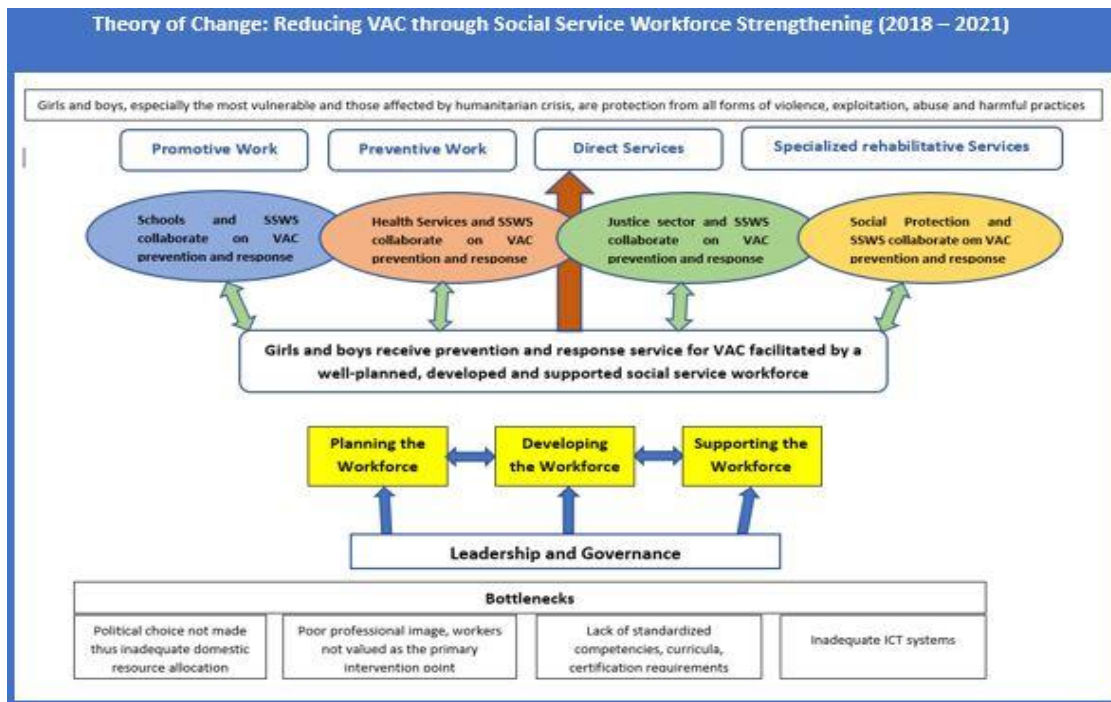 Theory of Change: Reducing VAC through Social Service Workforce Strengthening (2018 – 2021)
Girls and boys, especially the most vulnerable and those affected by humanitarian crisis, are protection from all forms of violence, exploitation, abuse and harmful practices
Promotive Work
Preventive Work
Direct Services
Specialized rehabilitative Services
Schools and SSWS
collaborate on VAC
prevention and response
Health Services and SSWS
collaborate on VAC
prevention and response
Justice sector and SSWS
collaborate on VAC
prevention and response
Social Protection and
SSWS collaborate om VAC
prevention and response
Girls and boys receive prevention and response service for VAC facilitated by a
well-planned, developed and supported social service workforce
Planning the
Workforce
Developing
the Workforce
Supporting the
Workforce
Leadership and Governance
Bottlenecks
Political choice not made
thus inadequate domestic
resource allocation
Poor professional image, workers
not valued as the primary
intervention point
Lack of standardized
competencies, curricula,
certification requirements
Inadequate ICT systems